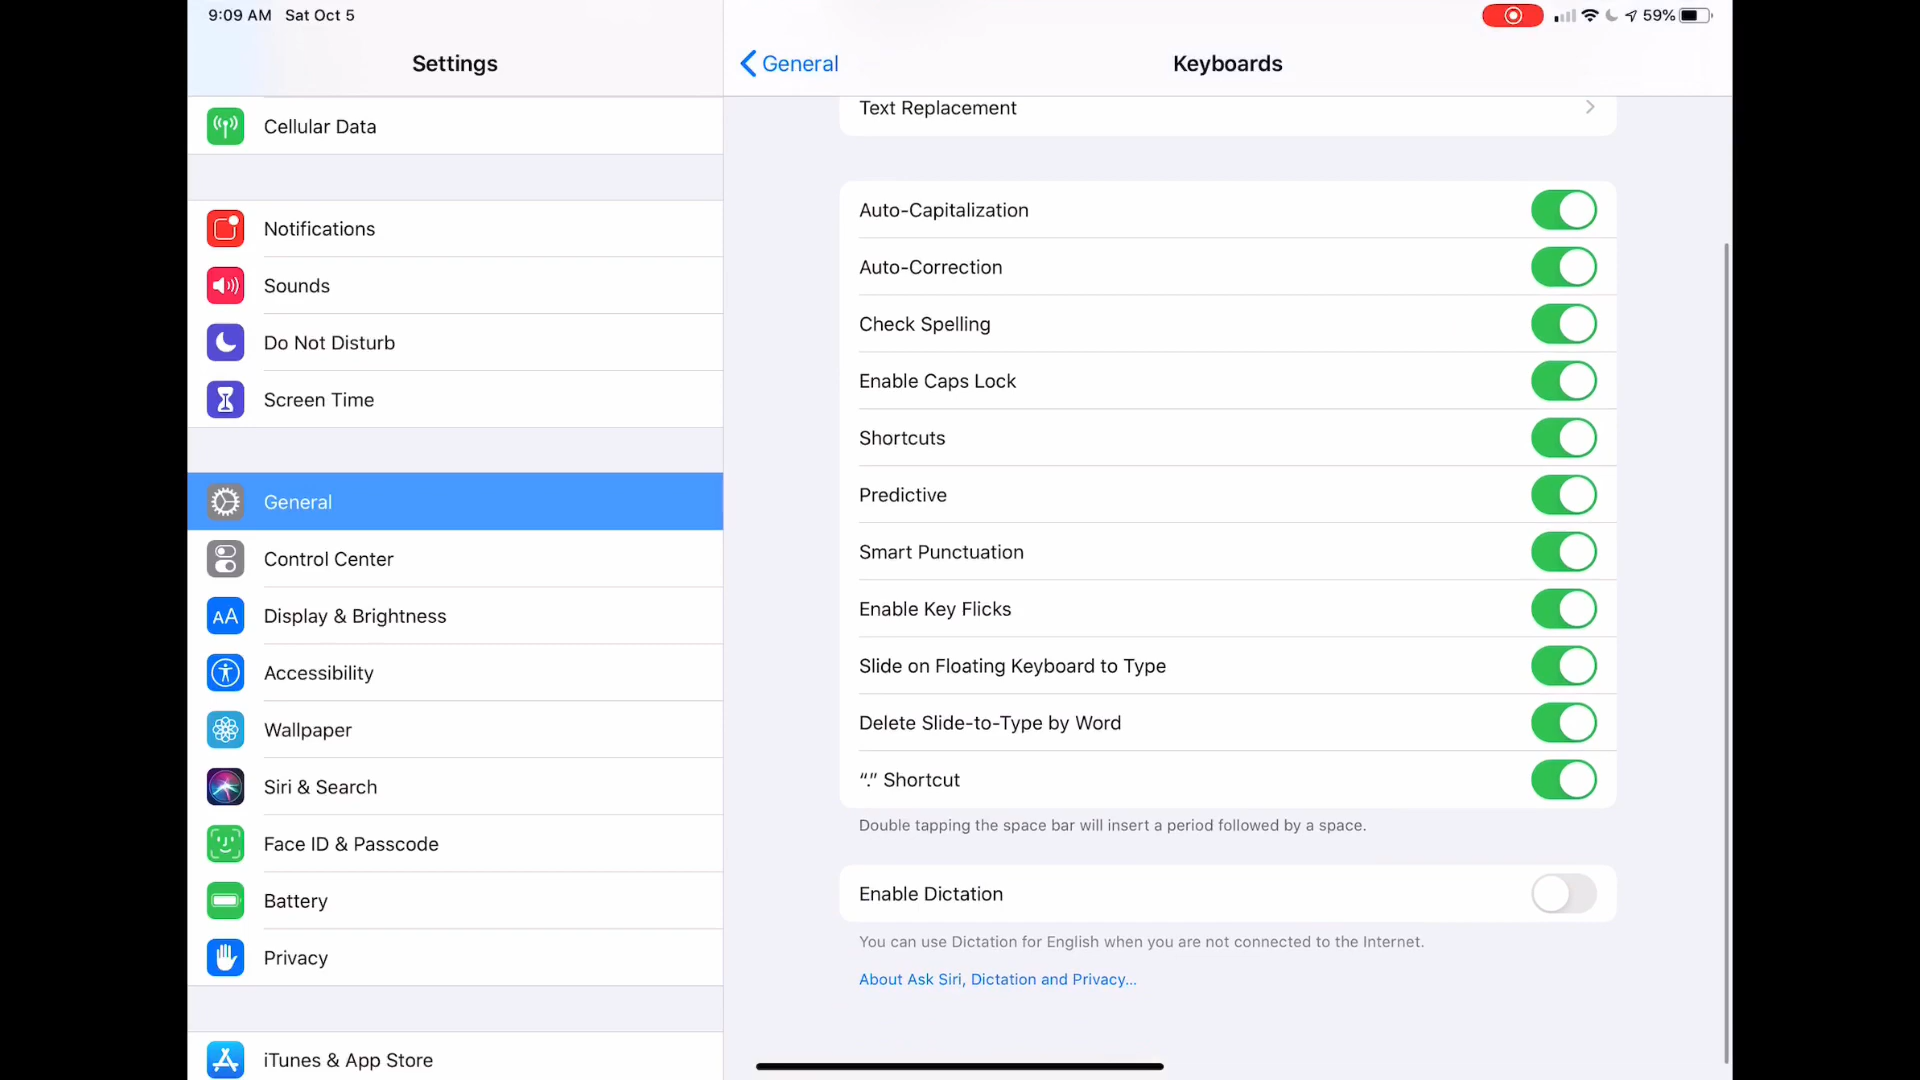 9:09 AM Sat Oct 5
59%
Settings
Cellular Data
Notifications
Sounds
Do Not Disturb
Screen Time
General
Control Center
AA Display & Brightness
Accessibility
Wallpaper
Siri & Search
Face ID & Passcode
Battery
Privacy
iTunes & App Store
General
Keyboards
Text Replacement
Auto-Capitalization
Auto-Correction
Check Spelling
Enable Caps Lock
Shortcuts
Predictive
Smart Punctuation
Enable Key Flicks
Slide on Floating Keyboard to Type
Delete Slide-to-Type by Word
“.” Shortcut
Double tapping the space bar will insert a period followed by a space.
Enable Dictation
You can use Dictation for English when you are not connected to the Internet.
About Ask Siri, Dictation and Privacy...